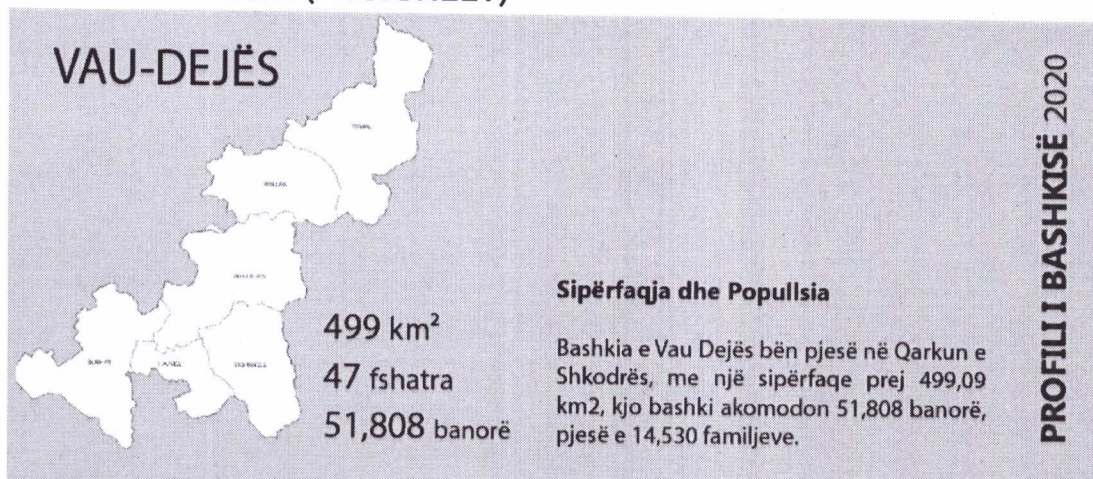 VAU-DEJËS
499 km²
47 fshatra
51,808 banorë
Sipërfaqja dhe Popullsia
Bashkia e Vau Dejës bën pjesë në Qarkun e
Shkodrës, me një sipërfaqe prej 499,09
km2, kjo bashki akomodon 51,808 banorë,
pjesë e 14,530 familjeve.
PROFILI I BASHKISË 2020